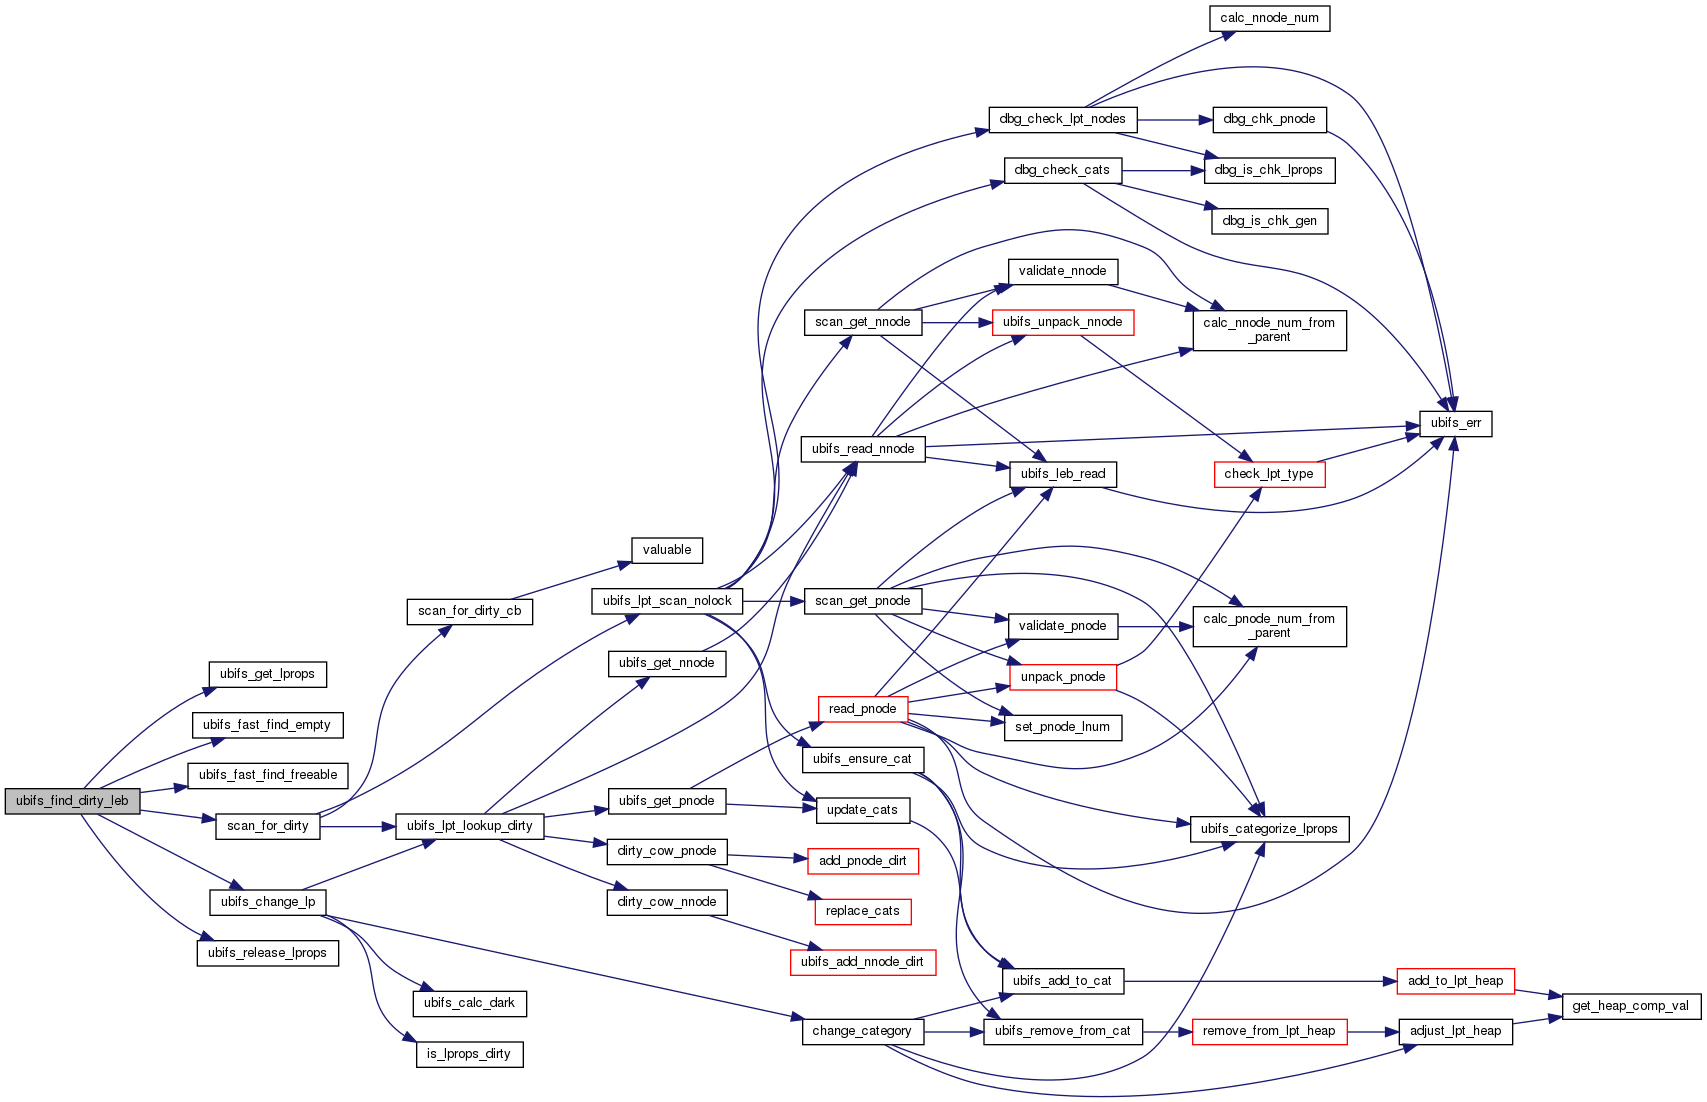 calc_nnode_num
dbg_check_lpt_nodes
dbg_chk_pnode
dbg_check_cats
dbg_is_chk_lprops
dbg_is_chk_gen
validate_nnode
scan_get_nnode
ubifs_unpack_nnode
calc_nnode_num_from
_parent
ubifs_err
ubifs_read_nnode
ubifs_leb_read
check_lpt_type
valuable
scan_for_dirty_cb
ubifs_lpt_scan_nolock
scan_get_pnode
validate_pnode
calc_pnode_num_from
_parent
ubifs_get_lprops
ubifs_get_nnode
unpack_pnode
read_pnode
set_pnode_lnum
ubifs_fast_find_empty
ubifs_ensure_cat
ubifs_fast_find_freeable
ubifs_find_dirty_leb
ubifs_get_pnode
update_cats
scan_for_dirty
ubifs_lpt_lookup_dirty
ubifs_categorize_lprops
dirty_cow_pnode
add_pnode_dirt
ubifs_change_lp
dirty_cow_nnode
replace_cats
ubifs_release_lprops
ubifs_add_nnode_dirt
ubifs_add_to_cat
add_to_lpt_heap
ubifs_calc_dark
get_heap_comp_val
change_category
ubifs_remove_from_cat
remove_from_lpt_heap
adjust_lpt_heap
is_lprops_dirty